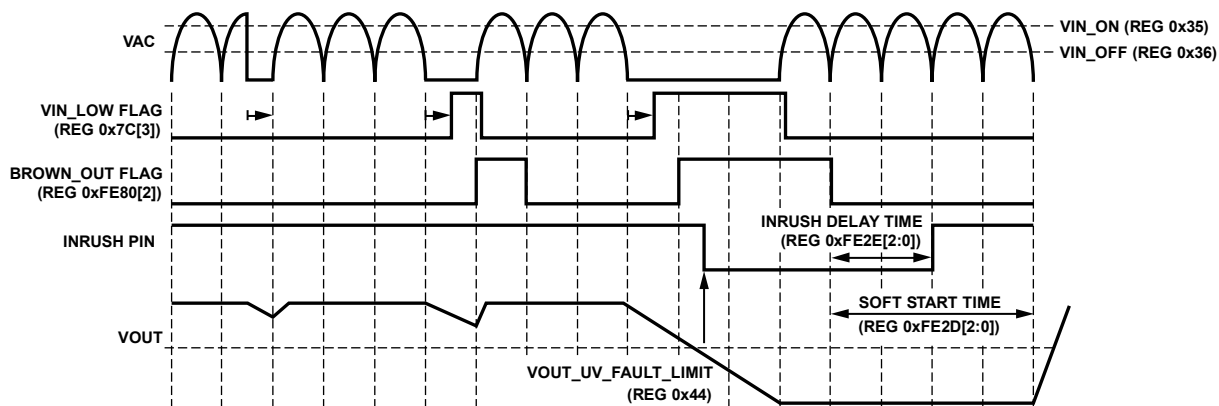 VAC
VIN_ON (REG 0x35)
VIN_OFF (REG 0x36)
VIN_LOW FLAG
(REG 0x7C[3])
BROWN_OUT FLAG
(REG 0xFE80[2])
INRUSH PIN
INRUSH DELAY TIME
(REG 0xFE2E[2:0])
SOFT START TIME
(REG 0xFE2D[2:0])
VOUT
VOUT_UV_FAULT_LIMIT
(REG 0x44)